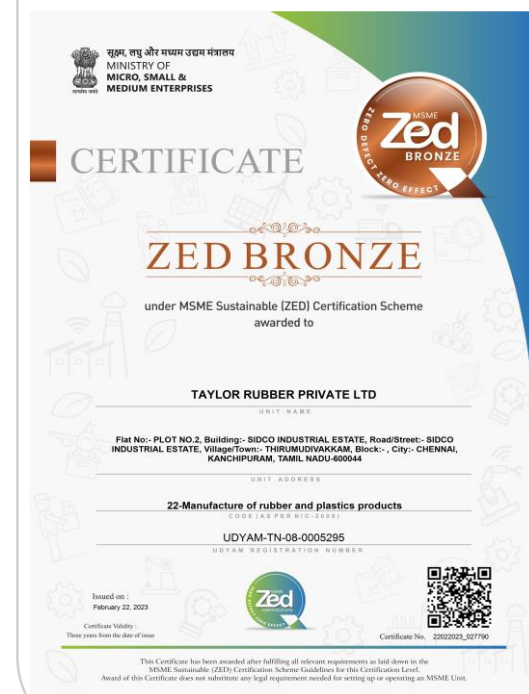 सूक्ष्म, लघु और मध्यम उद्यम मंत्रालय
MINISTRY OF
MICRO, SMALL &
MEDIUM ENTERPRISES
सत्यमेव जयते
MSME
Zed
BRONZE
ZERO DEFECT ZERO EFFECT
CERTIFICATE
ZED BRONZE
under MSME Sustainable (ZED) Certification Scheme
awarded to
TAYLOR RUBBER PRIVATE LTD
UNIT NAME
Flat No:- PLOT NO.2, Building:- SIDCO INDUSTRIAL ESTATE, Road/Street:- SIDCO
INDUSTRIAL ESTATE, Village/Town:- THIRUMUDIVAKKAM, Block:- , City:- CHENNAI,
KANCHIPURAM, TAMIL NADU-600044
UNIT ADDRESS
22-Manufacture of rubber and plastics products
CODE (AS PER NIC-2008)
UDYAM-TN-08-0005295
UDYAM REGISTRATION NUMBER
Issued on :
February 22, 2023
Certificate Validity :
Three years from the date of issue
Zed
CERTIFICATION
Certificate No. 22022023_027790
This Certificate has been awarded after fulfilling all relevant requirements as laid down in the
MSME Sustainable (ZED) Certification Scheme Guidelines for this Certification Level.
Award of this Certificate does not substitute any legal requirement needed for setting up or operating an MSME Unit.